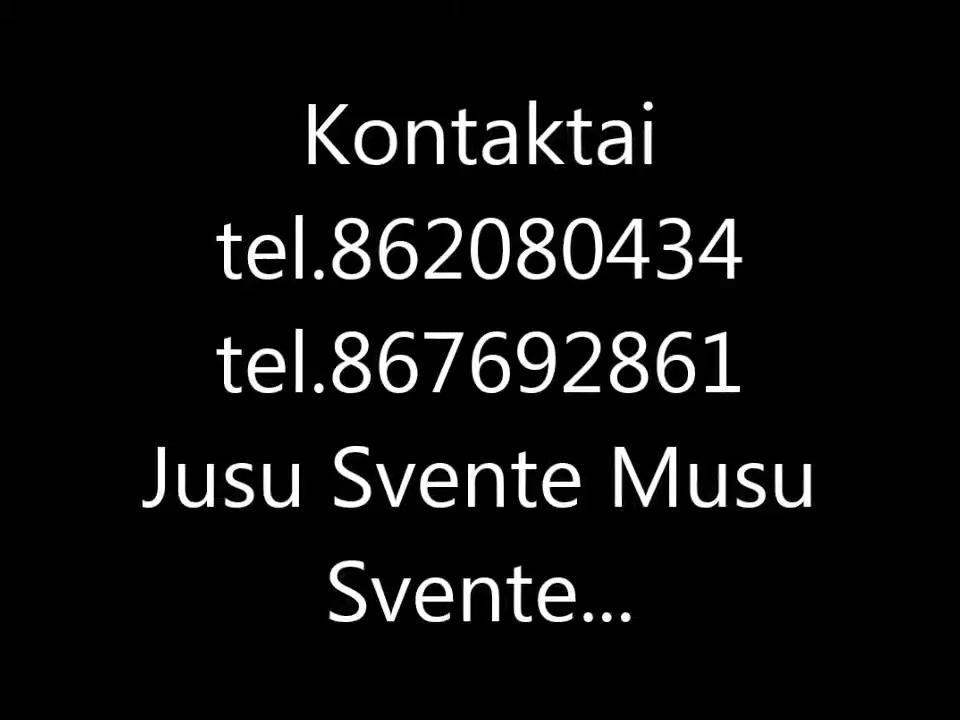 Kontaktai
tel.862080434
tel.867692861
Jusu Svente Musu
Svente...